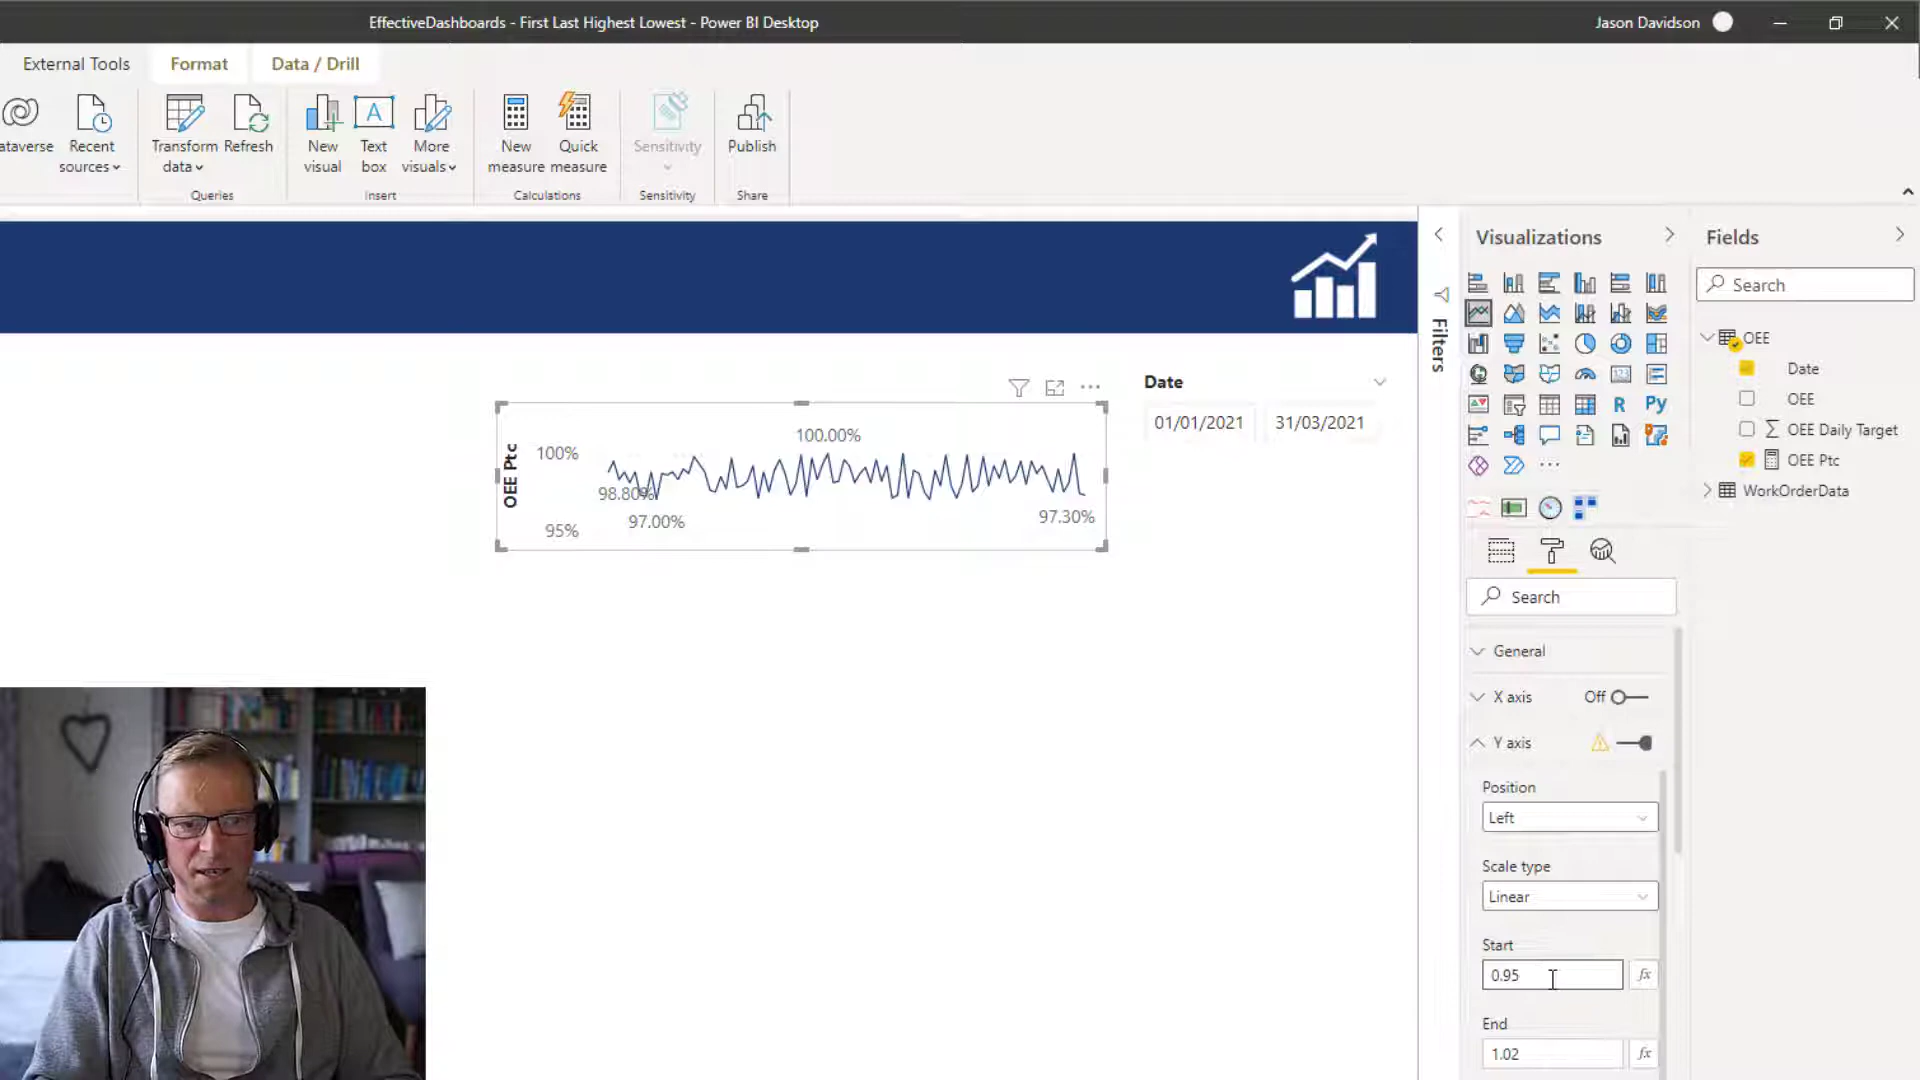 EffectiveDashboards - First Last Highest Lowest - Power BI Desktop
Jason Davidson
External Tools
Format
Data / Drill
ataverse
Recent
sources
Transform
data
Refresh
New
visual
Text
box
More
visuals
New
measure
Quick
measure
Sensitivity
Publish
Queries
Insert
Calculations
Sensitivity
Share
Visualizations
Fields
Search
Filters
OEE
Date
OEE
OEE Daily Target
OEE Ptc
WorkOrderData
R
Py
123
A
Date
01/01/2021
31/03/2021
OEE Ptc
100%
95%
100.00%
98.80%
97.00%
97.30%
Search
General
X axis
Off
Y axis
Position
Left
Scale type
Linear
Start
0.95
fx
End
1.02
fx